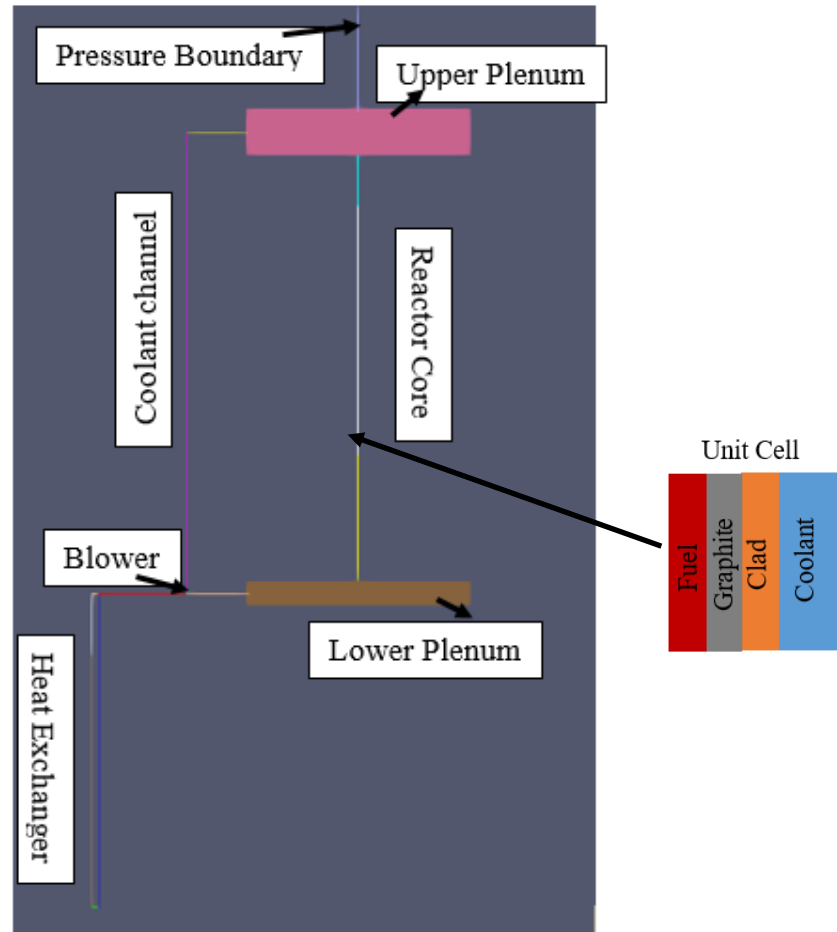 Pressure Boundary
Upper Plenum
Coolant channel
Reactor Core
Unit Cell
Fuel
Graphite
Clad
Coolant
Blower
Lower Plenum
Heat Exchanger